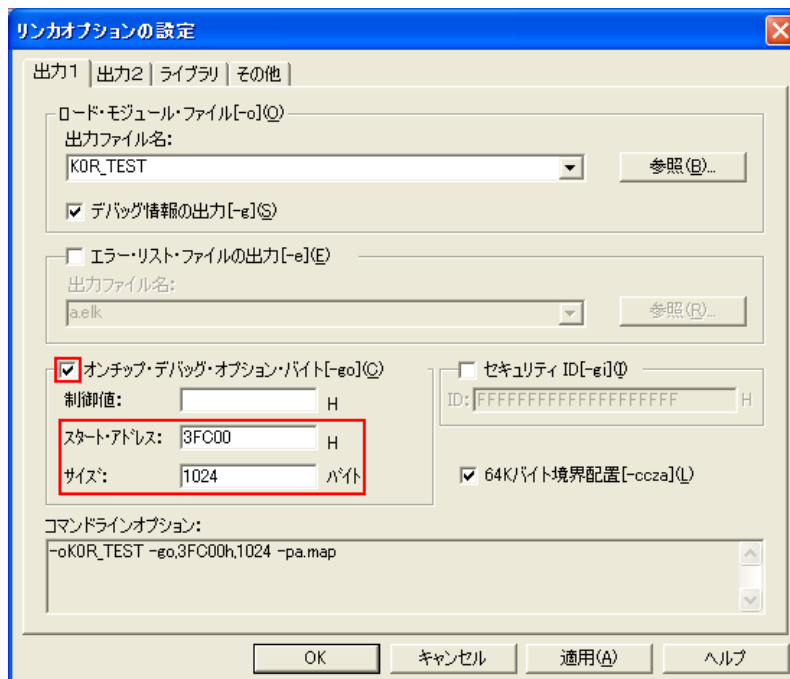 リンカオプションの設定
出力1 出力2 ライブラリ その他
ロード・モジュール・ファイル[-o](O)
出力ファイル名:
K0R_TEST
参照(B)...
デバッグ情報の出力[-g](S)
エラー・リスト・ファイルの出力[-e](E)
出力ファイル名:
a.elk
参照(R)...
オンチップ・デバッグ・オプション・バイト[-go](C)
制御値: H
スタート・アドレス: 3FC00 H
サイズ: 1024 バイト
セキュリティ ID[-gi](I)
ID: FFFFFFFFFFFFFFFFFFFF H
64Kバイト境界配置[-ccza](L)
コマンドラインオプション:
-oK0R_TEST -go,3FC00h,1024 -pa.map
OK キャンセル 適用(A) ヘルプ